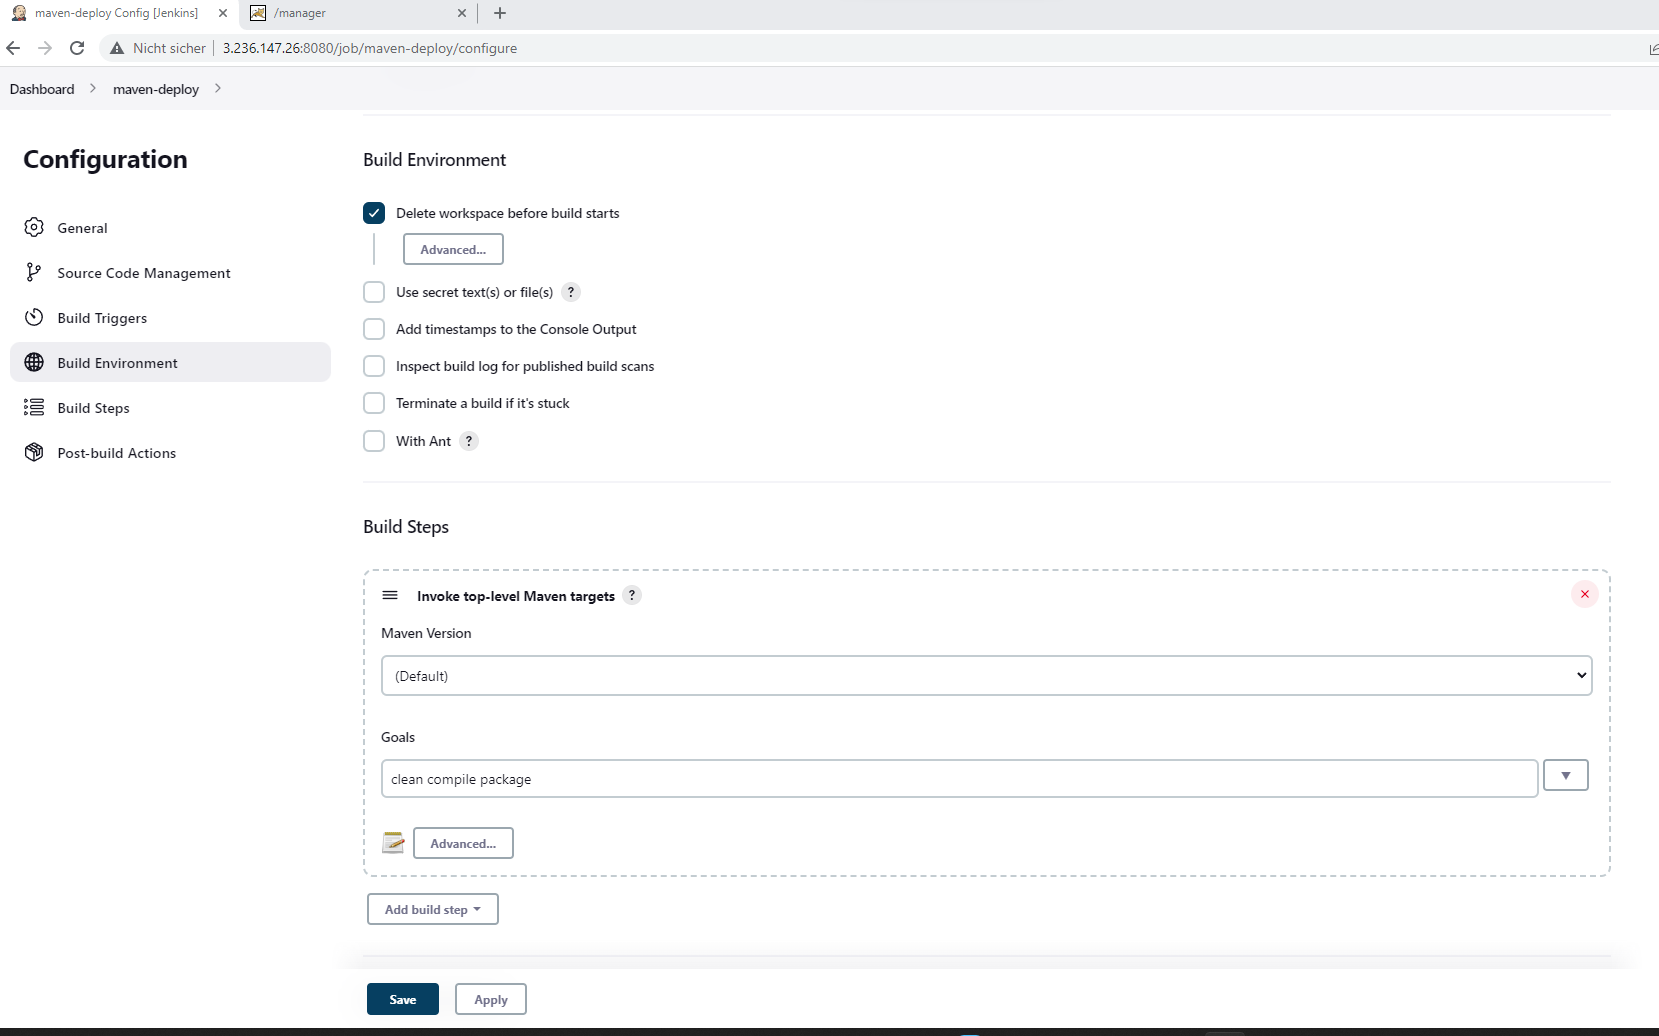 maven-deploy Config [Jenkins]
/manager
Nicht sicher
3.236.147.26:8080/job/maven-deploy/configure
Dashboard
maven-deploy
Configuration
General
Source Code Management
Build Triggers
Build Environment
Build Steps
Post-build Actions
Build Environment
Delete workspace before build starts
Advanced...
Use secret text(s) or file(s) ?
Add timestamps to the Console Output
Inspect build log for published build scans
Terminate a build if it's stuck
With Ant ?
Build Steps
Invoke top-level Maven targets ?
Maven Version
(Default)
Goals
clean compile package
Advanced...
Add build step
Save
Apply